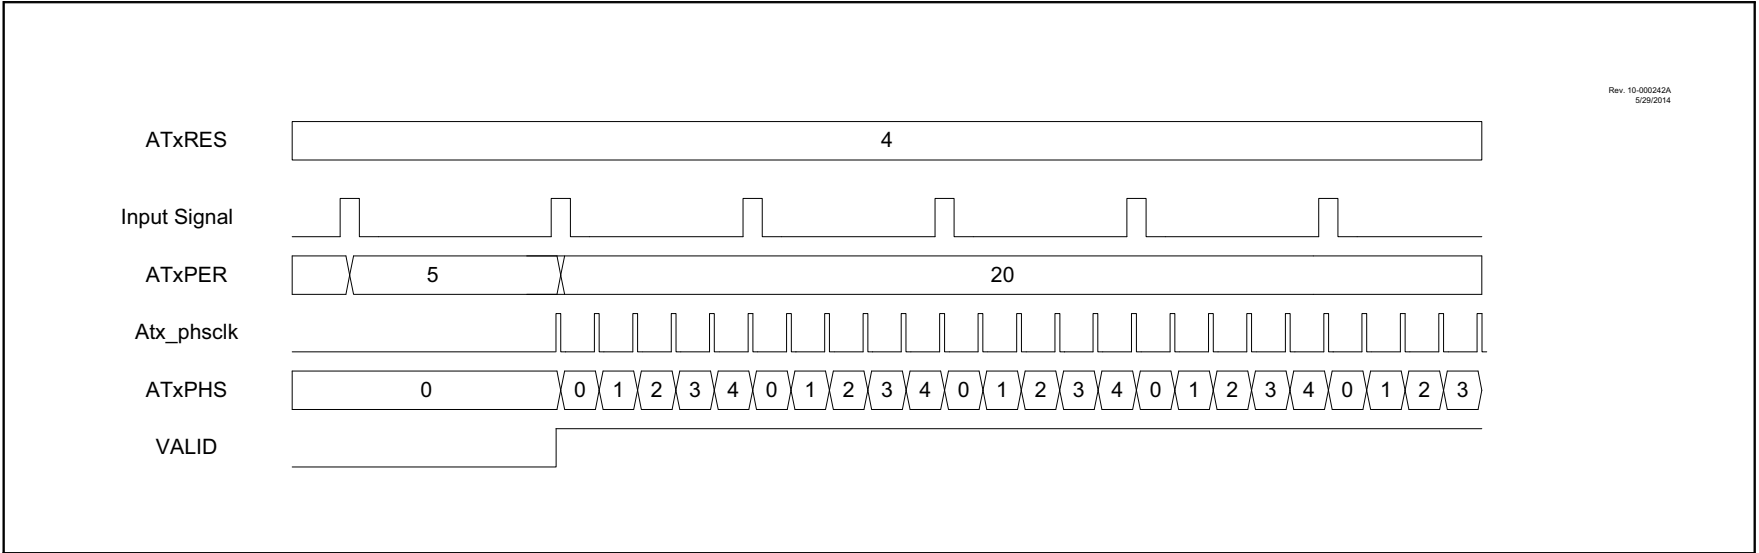 Rev. 10-000242A
5/29/2014
ATxRES 4
Input Signal
ATxPER 5 20
Atx_phsclk
ATxPHS 0 0 1 2 3 4 0 1 2 3 4 0 1 2 3 4 0 1 2 3 4 0 1 2 3
VALID